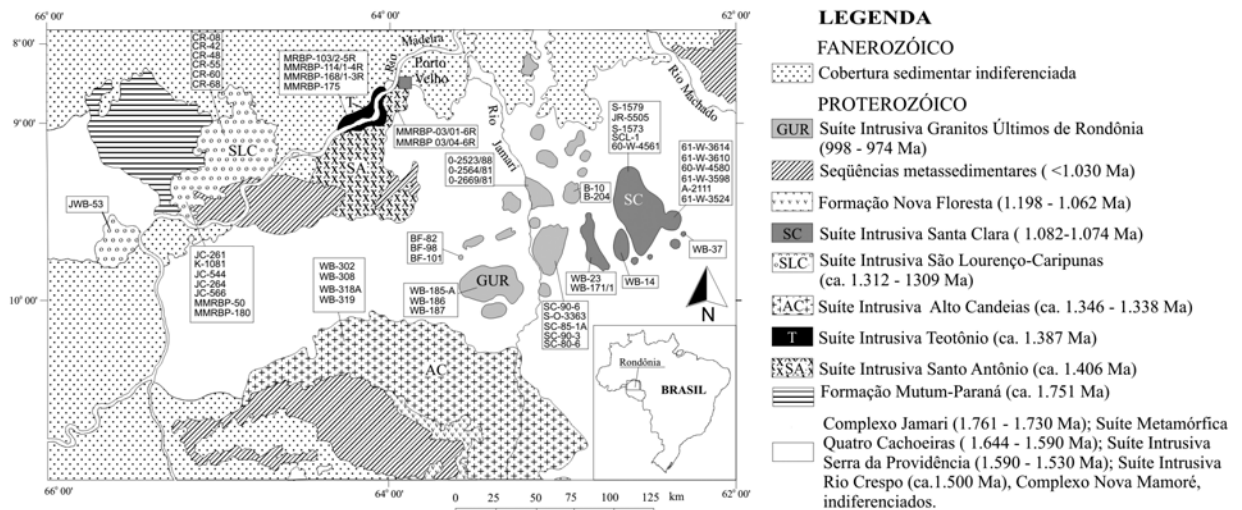 66° 00'
64° 00'
62° 00'
8° 00'
9° 00'
10° 00'
CR-08
CR-42
CR-48
CR-55
CR-60
CR-68
MRBP-103/2-5R
MMRBP-114/1-4R
MMRBP-168/1-3R
MMRBP-175
T
Rio
Madeira
Porto
Velho
Rio Machado
Rio
Jamari
SLC
SA
MMRBP-03/01-6R
MMRBP 03/04-6R
S-1579
JR-5505
S-1573
SCL-1
60-W-4561
61-W-3614
61-W-3610
60-W-4580
61-W-3598
A-2111
61-W-3524
0-2523/88
0-2564/81
0-2669/81
B-10
B-204
SC
JWB-53
BF-82
BF-98
BF-101
WB-37
WB-23
WB-171/1
WB-14
JC-261
K-1081
JC-544
JC-264
JC-566
MMRBP-50
MMRBP-180
WB-302
WB-308
WB-318A
WB-319
WB-185-A
WB-186
WB-187
GUR
SC-90-6
S-O-3363
SC-85-1A
SC-90-3
SC-80-6
N
AC
Rondônia
BRASIL
66° 00'
64° 00'
62° 00'
0 25 50 75 100 125 km
LEGENDA
FANEROZÓICO
Cobertura sedimentar indiferenciada
PROTEROZÓICO
GUR Suíte Intrusiva Granitos Últimos de Rondônia
(998 - 974 Ma)
Seqüências metassedimentares ( <1.030 Ma)
Formação Nova Floresta (1.198 - 1.062 Ma)
SC Suíte Intrusiva Santa Clara ( 1.082-1.074 Ma)
SLC Suíte Intrusiva São Lourenço-Caripunas
(ca. 1.312 - 1309 Ma)
AC Suíte Intrusiva Alto Candeias (ca. 1.346 - 1.338 Ma)
T Suíte Intrusiva Teotônio (ca. 1.387 Ma)
SA Suíte Intrusiva Santo Antônio (ca. 1.406 Ma)
Formação Mutum-Paraná (ca. 1.751 Ma)
Complexo Jamari (1.761 - 1.730 Ma); Suíte Metamórfica
Quatro Cachoeiras ( 1.644 - 1.590 Ma); Suíte Intrusiva
Serra da Providência (1.590 - 1.530 Ma); Suíte Intrusiva
Rio Crespo (ca.1.500 Ma), Complexo Nova Mamoré,
indiferenciados.